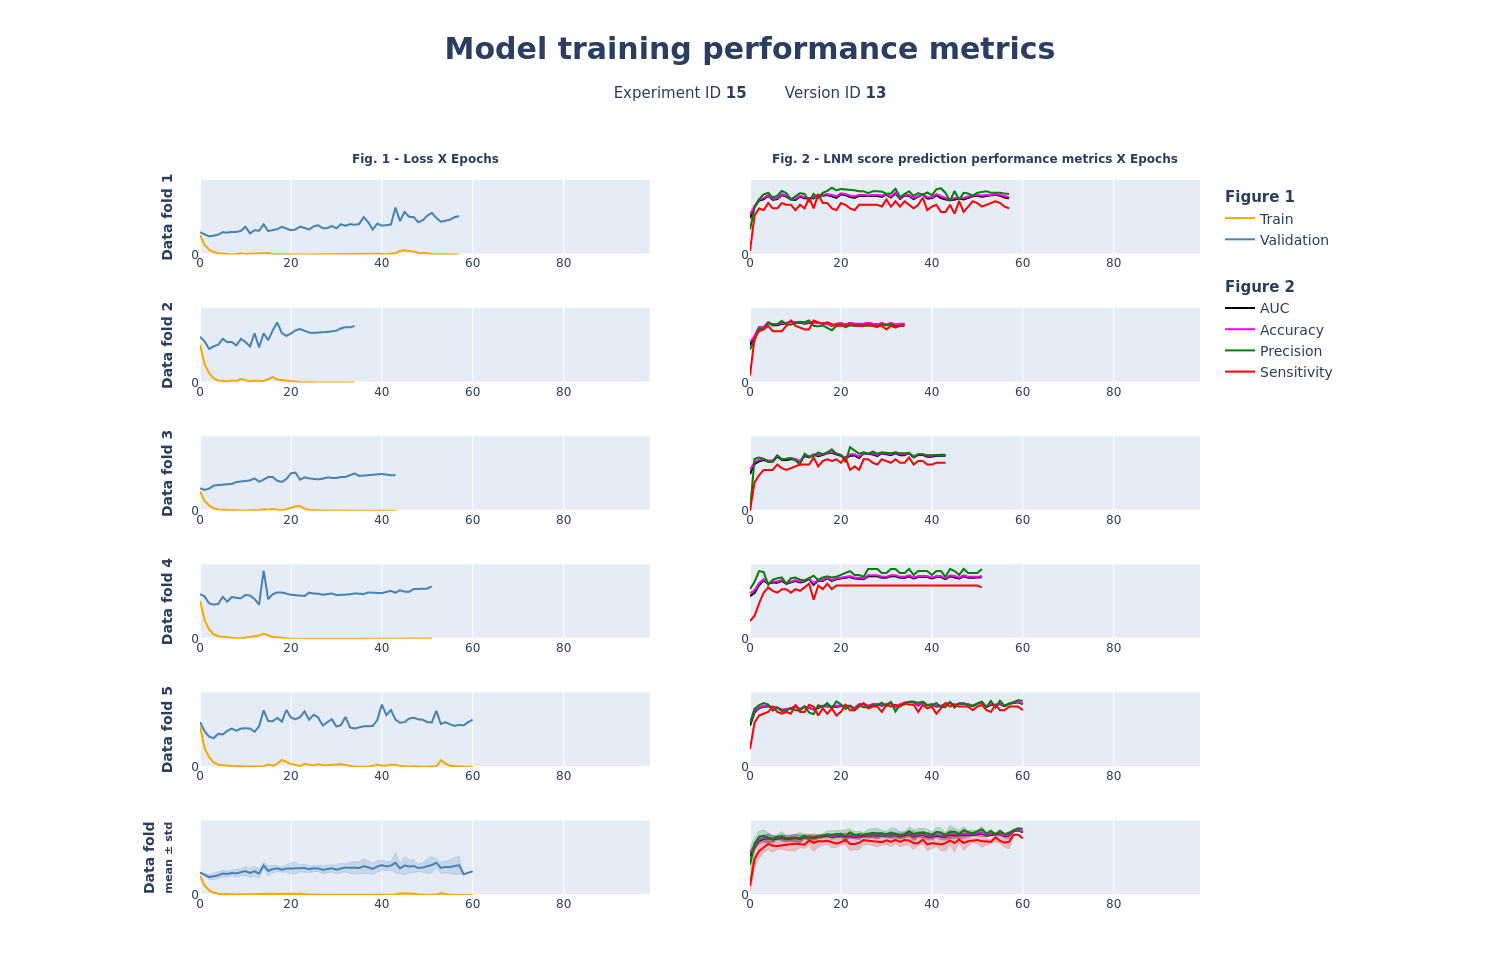 Model training performance metrics
Experiment ID 15 Version ID 13
Fig. 1 - Loss X Epochs
Fig. 2 - LNM score prediction performance metrics X Epochs
Data fold 1
0
0 20 40 60 80
0
0 20 40 60 80
Figure 1
Train
Validation
Figure 2
AUC
Accuracy
Precision
Sensitivity
Data fold 2
0
0 20 40 60 80
0
0 20 40 60 80
Data fold 3
0
0 20 40 60 80
0
0 20 40 60 80
Data fold 4
0
0 20 40 60 80
0
0 20 40 60 80
Data fold 5
0
0 20 40 60 80
0
0 20 40 60 80
Data fold
mean ± std
0
0 20 40 60 80
0
0 20 40 60 80